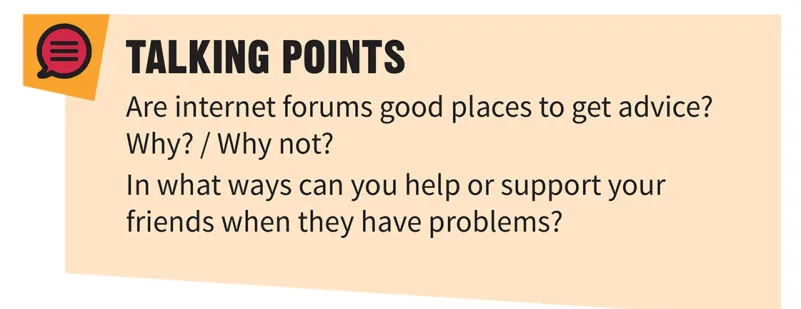 TALKING POINTS
Are internet forums good places to get advice?
Why? / Why not?
In what ways can you help or support your
friends when they have problems?